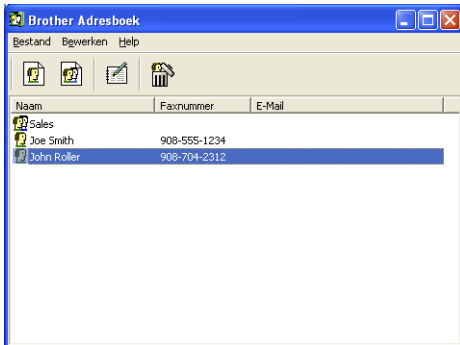 Brother Adresboek
Bestand Bewerken Help
Naam Faxnummer E-Mail
Sales
Joe Smith 908-555-1234
John Roller 908-704-2312